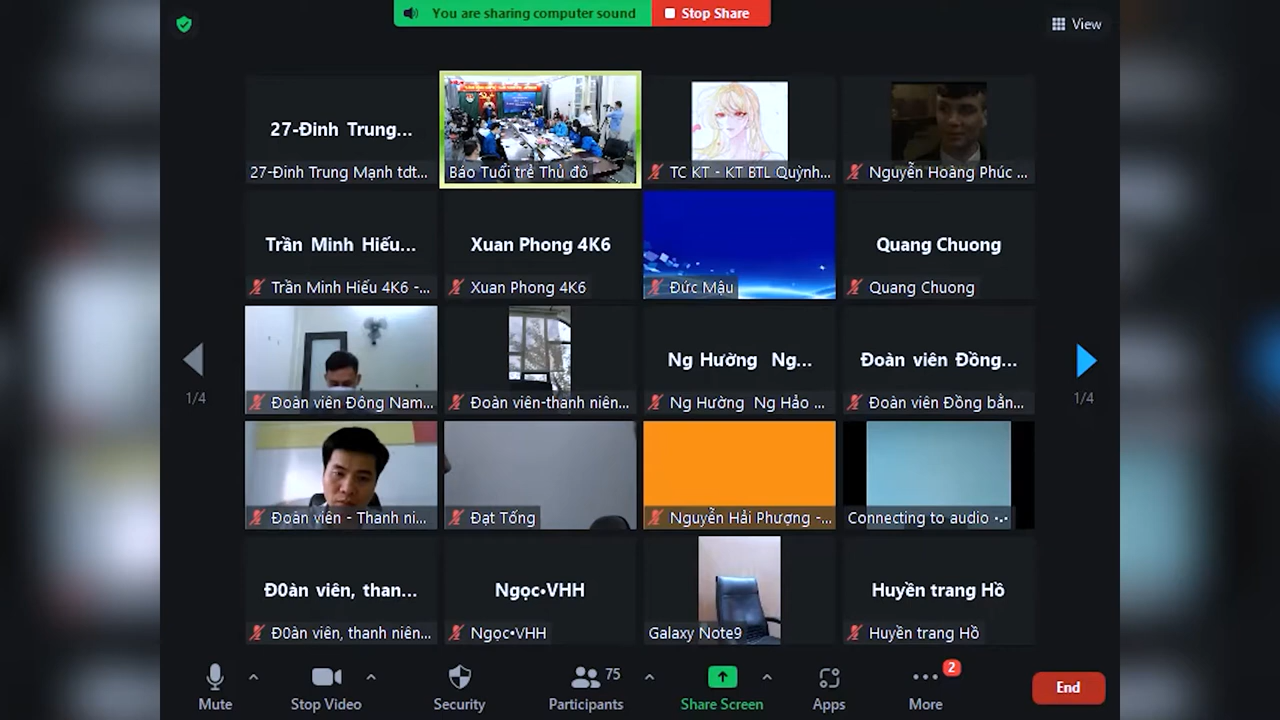 You are sharing computer sound
Stop Share
View
27-Đinh Trung...
27-Đinh Trung Mạnh tdt...
Báo Tuổi trẻ Thủ đô
TC KT - KT BTL Quỳnh...
Nguyễn Hoàng Phúc ...
Trần Minh Hiếu...
Trần Minh Hiếu 4K6 -...
Xuan Phong 4K6
Xuan Phong 4K6
Đức Mậu
Quang Chuong
Quang Chuong
Đoàn viên Đông Nam...
Đoàn viên-thanh niên...
Ng Hường Ng...
Ng Hường Ng Hảo ...
Đoàn viên Đồng...
Đoàn viên Đồng bằn...
1/4
1/4
Đoàn viên - Thanh ni...
Đạt Tống
Nguyễn Hải Phượng -...
Connecting to audio
Đ0àn viên, than...
Đ0àn viên, thanh niên...
Ngọc•VHH
Ngọc•VHH
Galaxy Note9
Huyền trang Hồ
Huyền trang Hồ
Mute
Stop Video
Security
75
Participants
Share Screen
Apps
2
More
End